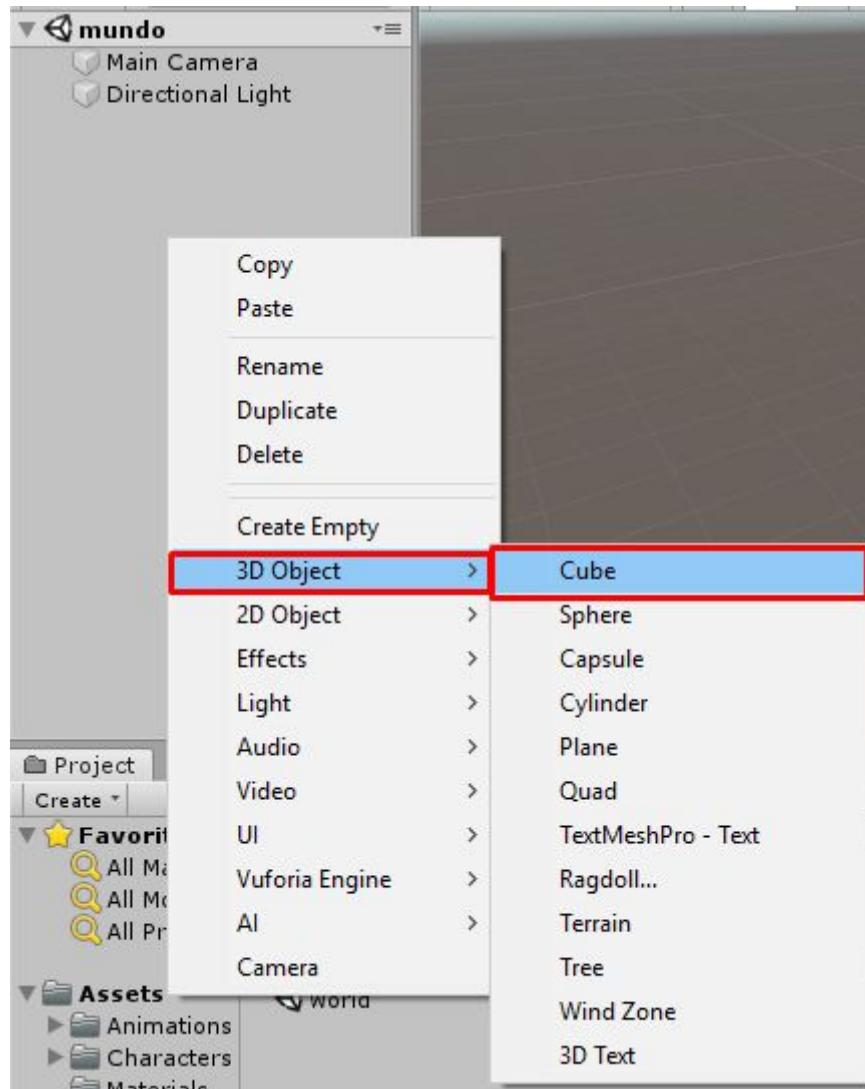 mundo
Main Camera
Directional Light
Copy
Paste
Rename
Duplicate
Delete
Create Empty
3D Object
2D Object
Effects
Light
Audio
Video
UI
Vuforia Engine
AI
Camera
Cube
Sphere
Capsule
Cylinder
Plane
Quad
TextMeshPro - Text
Ragdoll...
Terrain
Tree
Wind Zone
3D Text
Project
Create
Favorit
All Ma
All Mo
All Pr
Assets
Animations
Characters
Materials
World